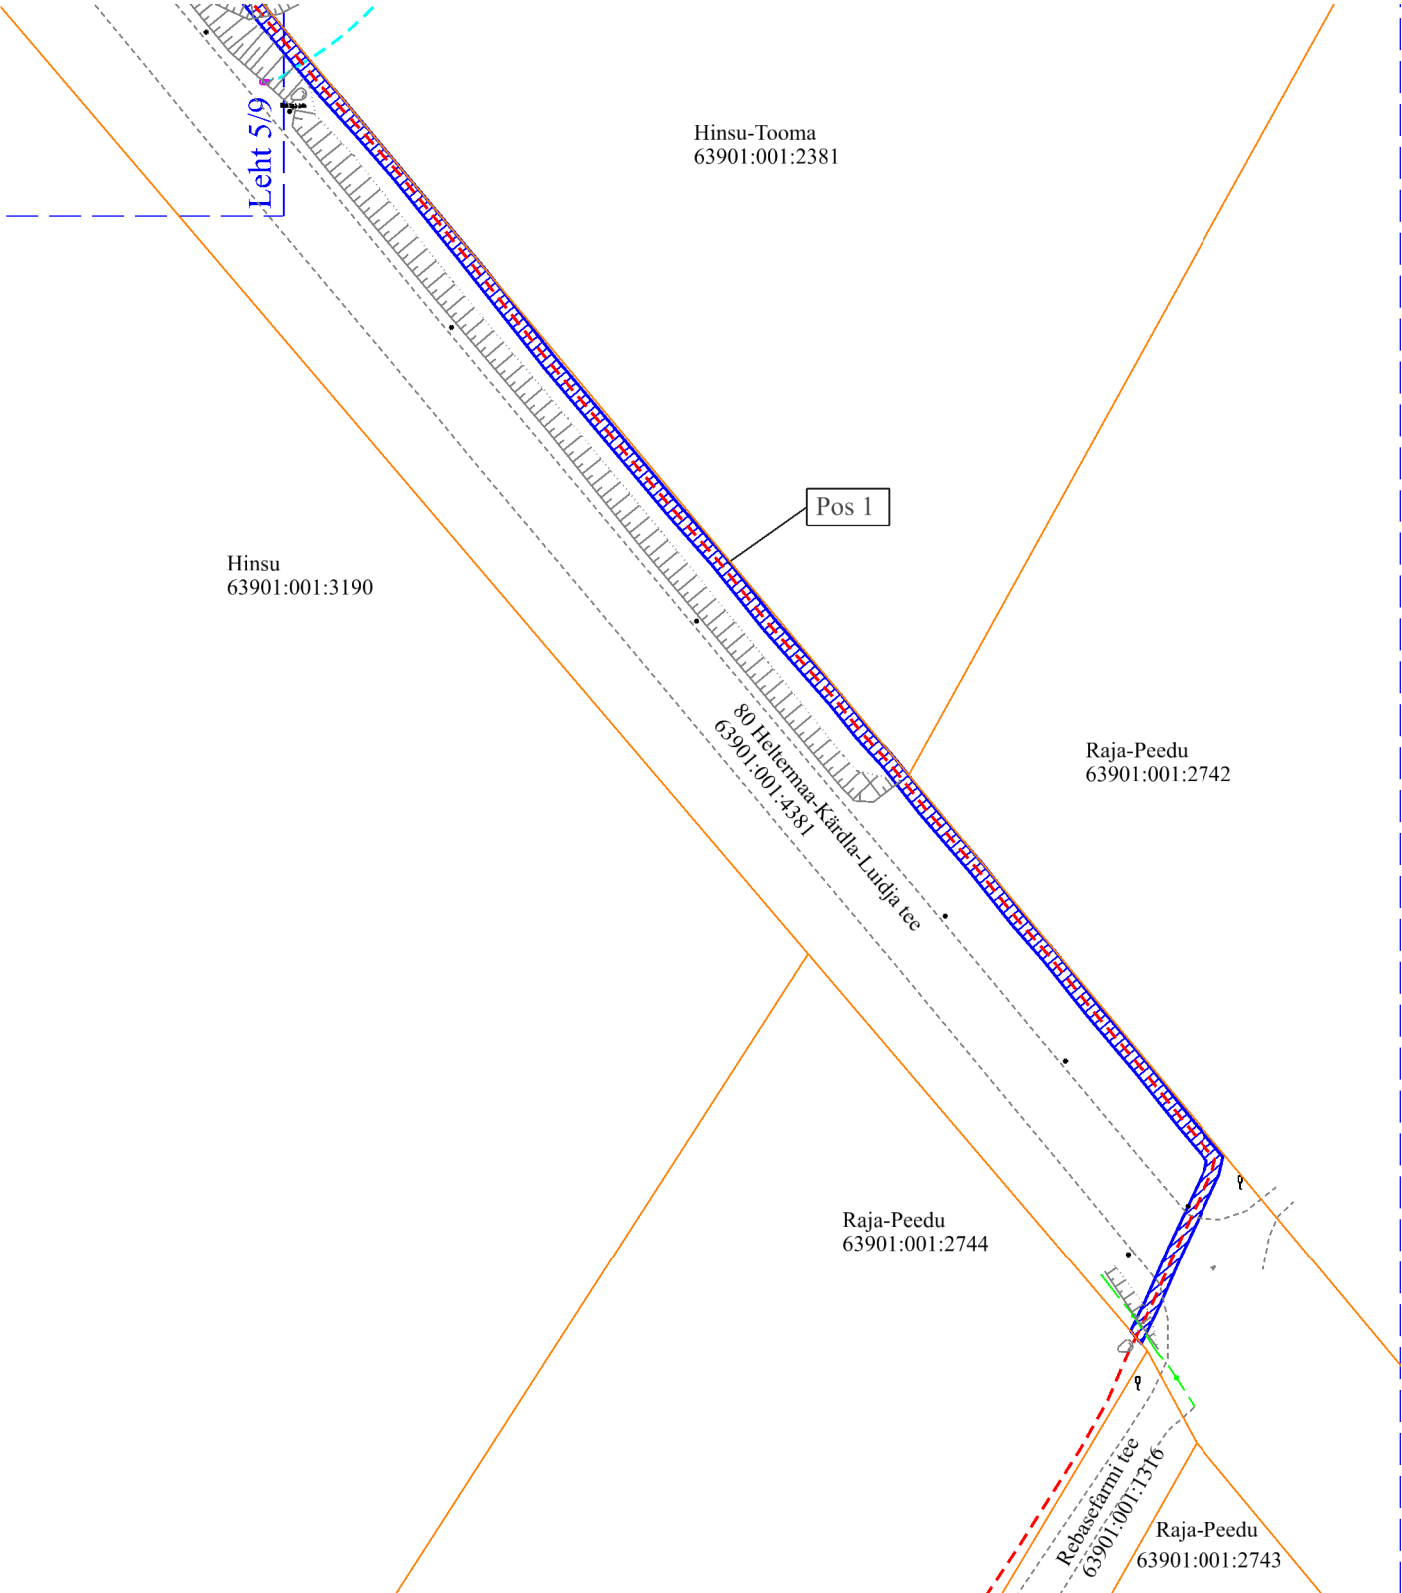 Leht 5/9
Hinsu-Tooma
63901:001:2381
Pos 1
Hinsu
63901:001:3190
80 Heltermaa-Kärdla-Luidja tee
63901:001:4381
Raja-Peedu
63901:001:2742
Raja-Peedu
63901:001:2744
Rebasefarmi tee
63901:001:1316
Raja-Peedu
63901:001:2743